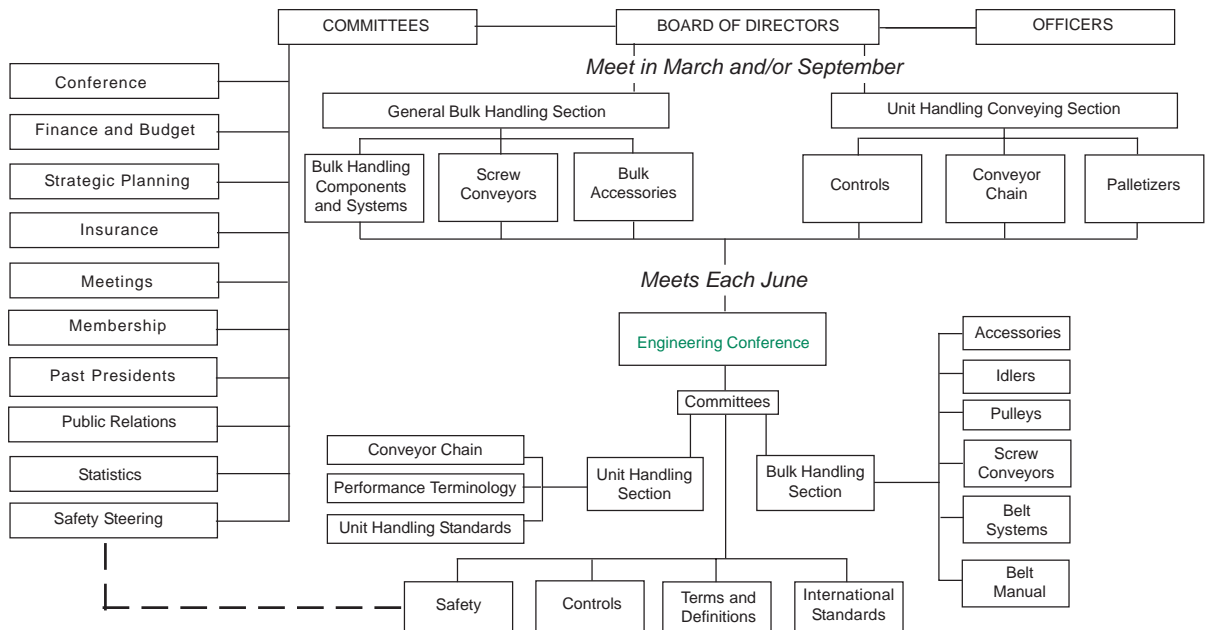 COMMITTEES
BOARD OF DIRECTORS
OFFICERS
Meet in March and/or September
Conference
Finance and Budget
Strategic Planning
Insurance
Meetings
Membership
Past Presidents
Public Relations
Statistics
Safety Steering
General Bulk Handling Section
Bulk Handling
Components
and Systems
Screw
Conveyors
Bulk
Accessories
Unit Handling Conveying Section
Controls
Conveyor
Chain
Palletizers
Meets Each June
Engineering Conference
Committees
Conveyor Chain
Performance Terminology
Unit Handling Standards
Unit Handling
Section
Bulk Handling
Section
Accessories
Idlers
Pulleys
Screw
Conveyors
Belt
Systems
Belt
Manual
Safety
Controls
Terms and
Definitions
International
Standards